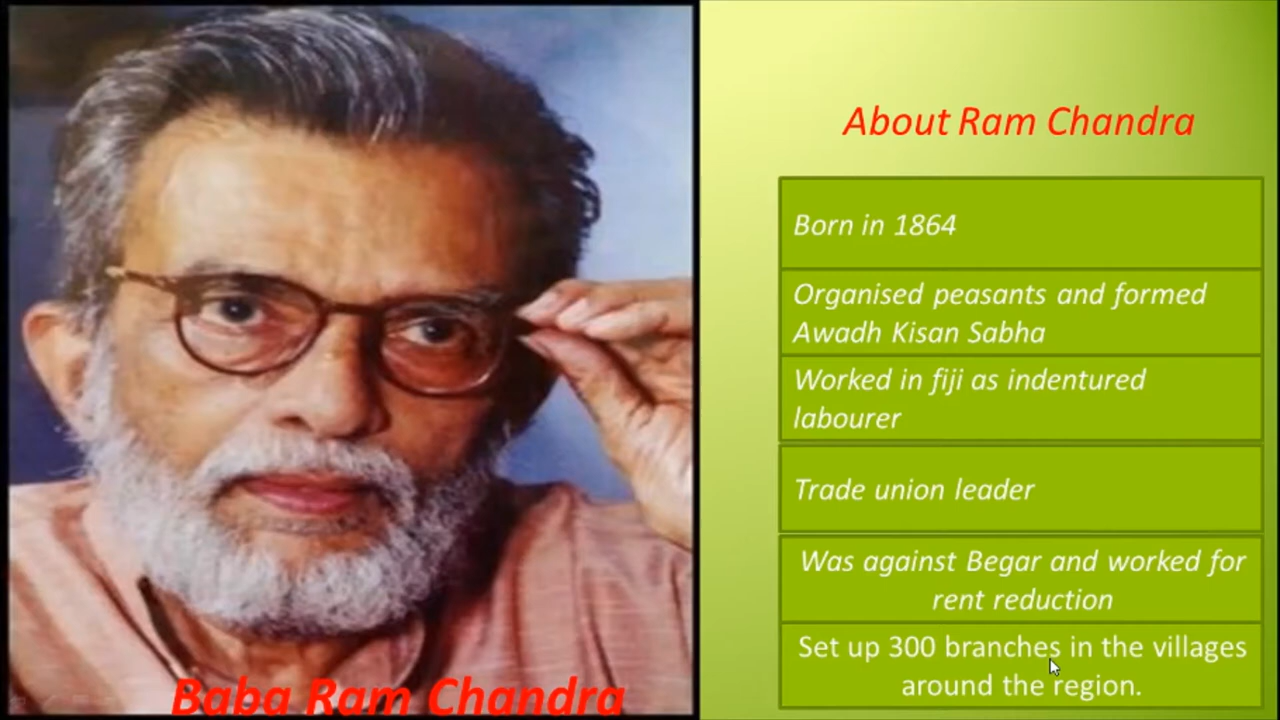 About Ram Chandra
Born in 1864
Organised peasants and formed
Awadh Kisan Sabha
Worked in fiji as indentured
labourer
Trade union leader
Was against Begar and worked for
rent reduction
Set up 300 branches in the villages
around the region.
Baba Ram Chandra